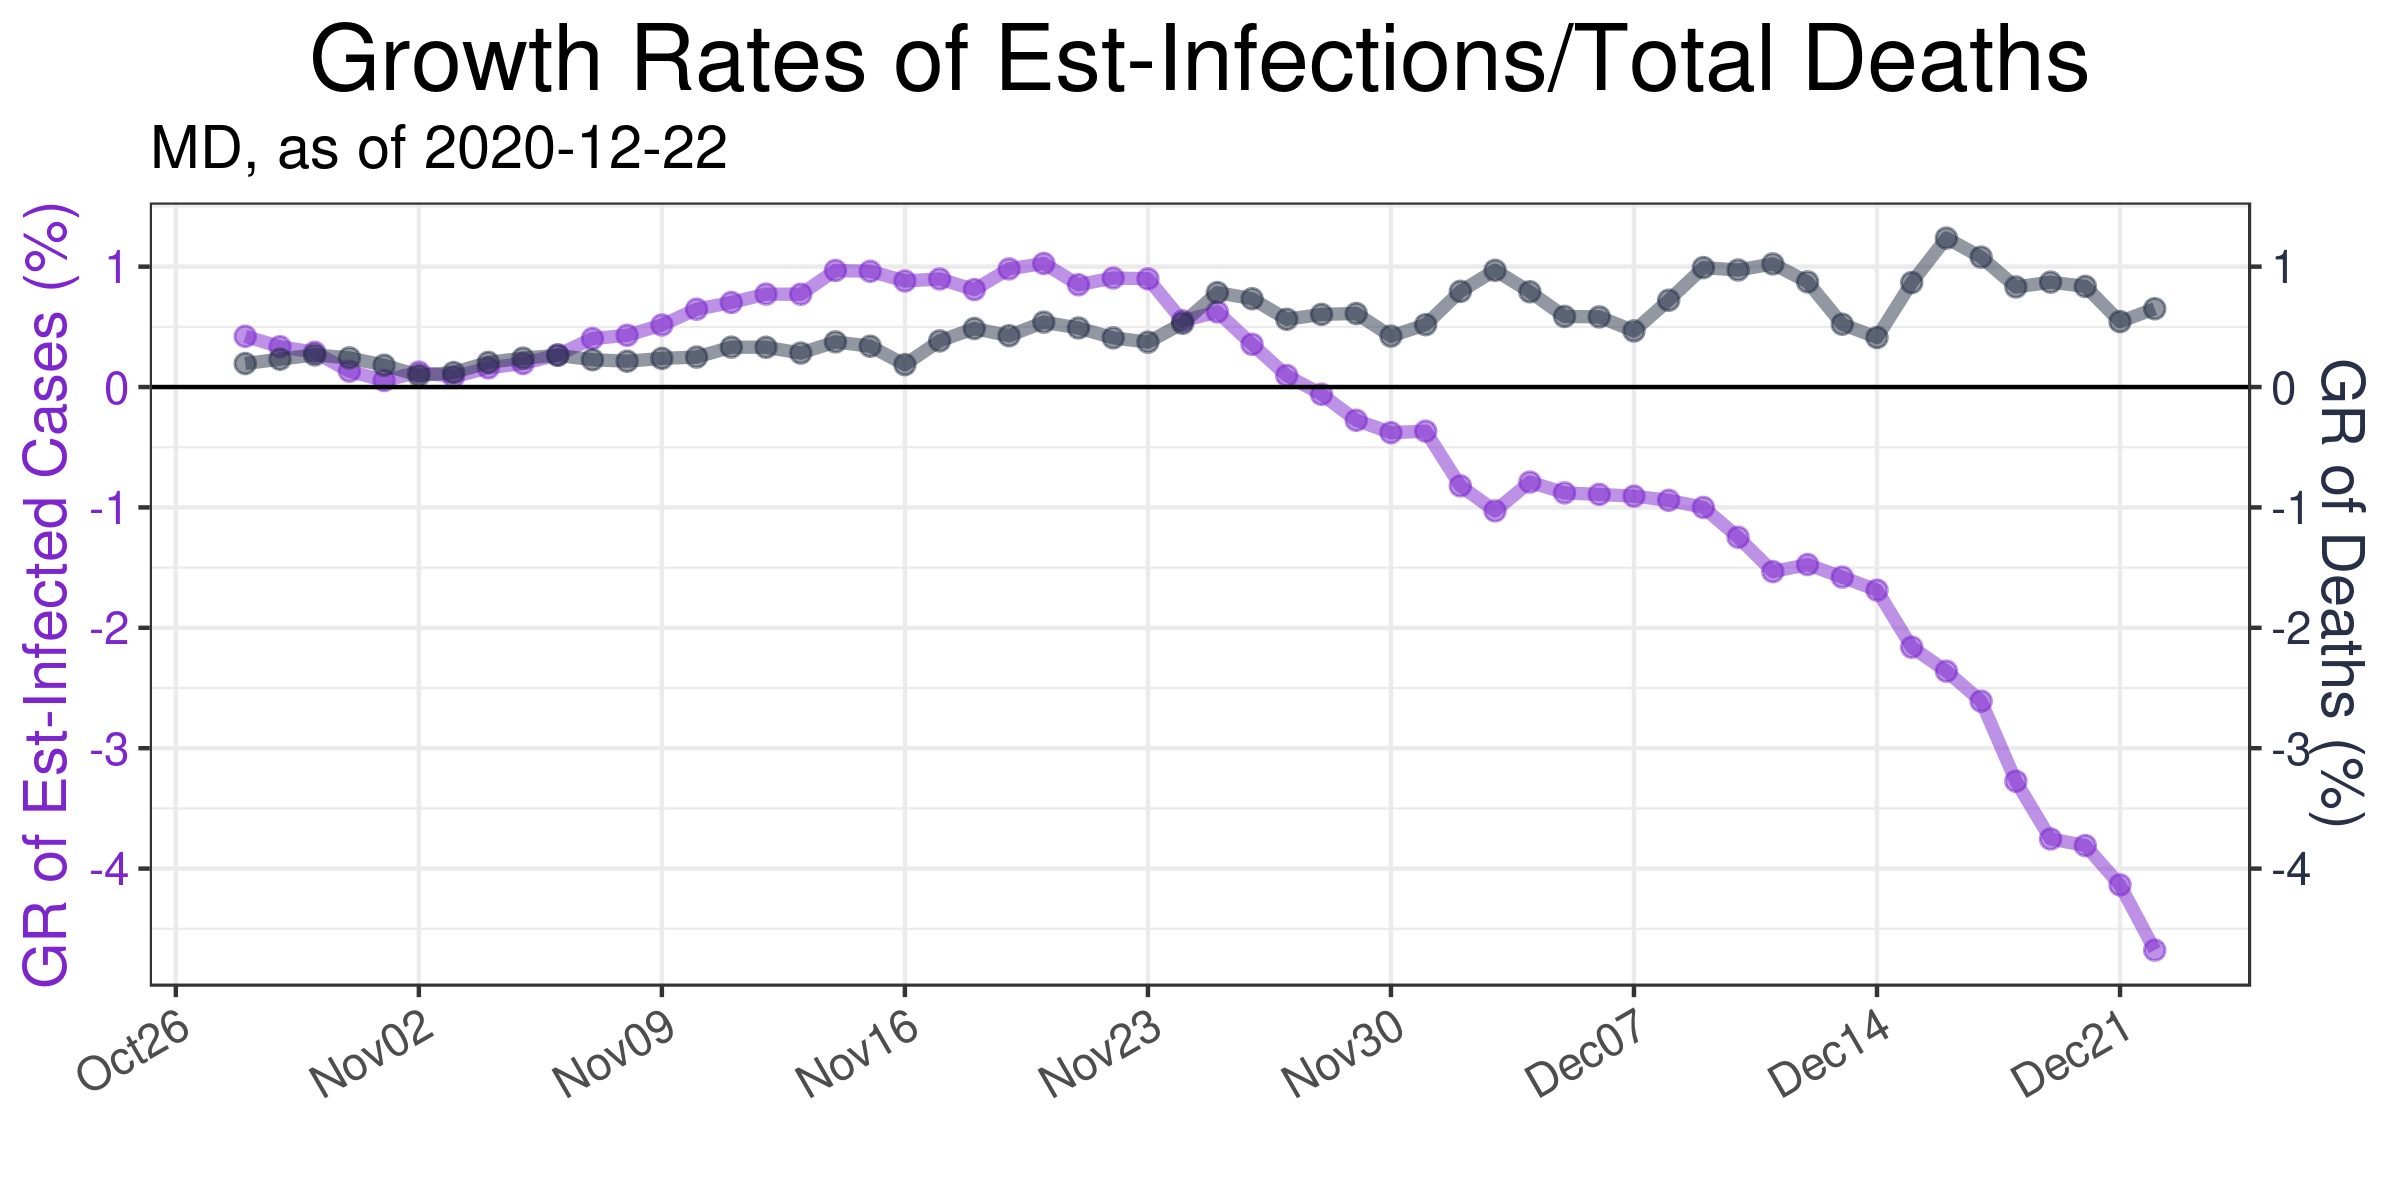 Growth Rates of Est-Infections/Total Deaths
MD, as of 2020-12-22
GR of Est-Infected Cases (%)
1
0
-1
-2
-3
-4
1
0
-1
-2
-3
-4
GR of Deaths (%)
Oct26
Nov02
Nov09
Nov16
Nov23
Nov30
Dec07
Dec14
Dec21